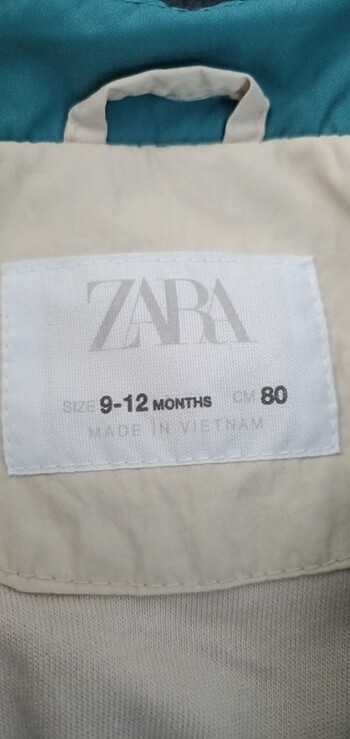 ZARA
SIZE 9-12 MONTHS CM 80
MADE IN VIETNAM